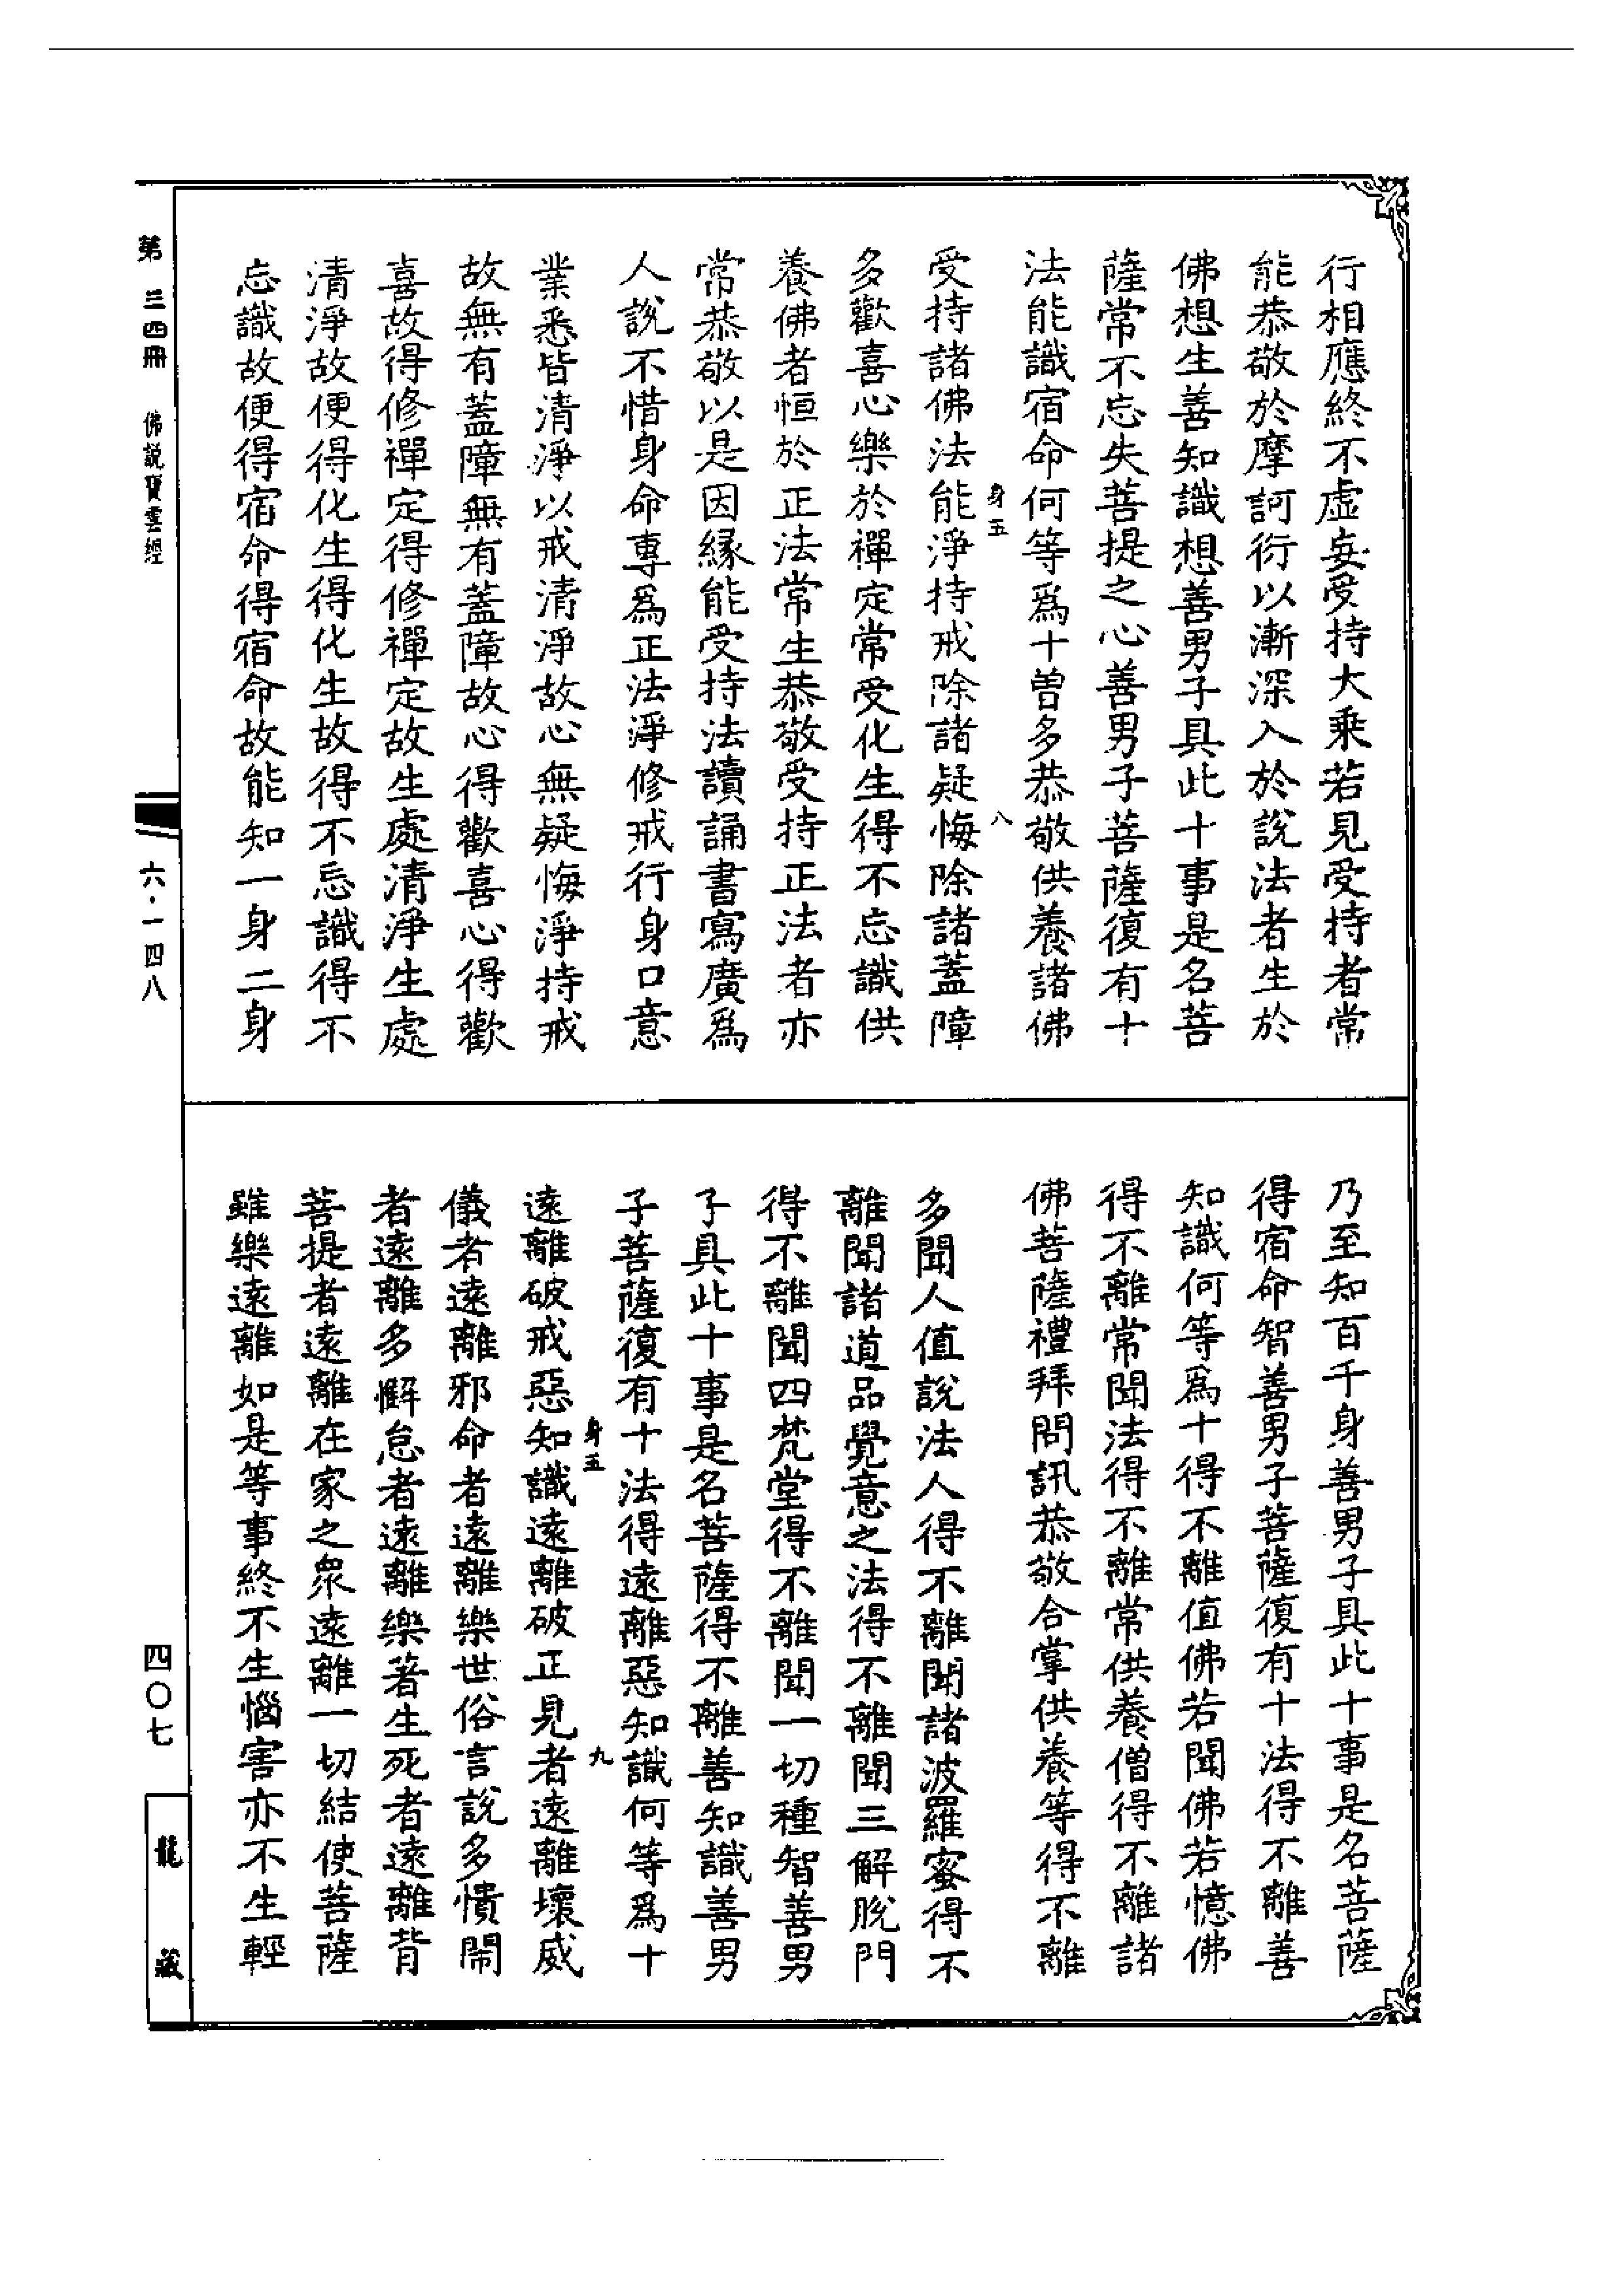 行相應終不虛妄受持大乗若見受持者常
能恭敬於摩訶衍以漸深入於說法者生於
佛想生善知識想善男子具此十事是名菩
薩常不忘失菩提之心善男子菩薩復有十
法能識宿命何等爲十曽多恭敬供養諸佛
身五
八
受持諸佛法能淨持戒除諸疑悔除諸蓋障
多歡喜心樂於禪定常受化生得不忘識供
養佛者恒於正法常生恭敬受持正法者亦
常恭敬以是因緣能受持法讀誦書寫廣爲
人說不惜身命專爲正法淨修戒行身口意
業悉皆清淨以戒清淨故心無疑悔淨持戒
故無有蓋障無有蓋障故心得歡喜心得歡
喜故得修禪定得修禪定故生處清淨生處
清淨故便得化生得化生故得不忘識得不
忘識故便得宿命得宿命故能知一身二身
乃至知百千身善男子具此十事是名菩薩
得宿命智善男子菩薩復有十法得不離善
知識何等爲十得不離值佛若聞佛若憶佛
得不離常聞法得不離常供養僧得不離諸
佛菩薩禮拜問訊恭敬合掌供養等得不離
多聞人值說法人得不離聞諸波羅蜜得不
離聞諸道品覺意之法得不離聞三解脫門
得不離聞四梵堂得不離聞一切種智善男
子具此十事是名菩薩得不離善知識善男
子菩薩復有十法得遠離惡知識何等爲十
身五
九
遠離破戒惡知識遠離破正見者遠離壞威
儀者遠離邪命者遠離樂世俗言說多憒閙
者遠離多懈怠者遠離樂著生死者遠離背
菩提者遠離在家之衆遠離一切結使菩薩
雖樂遠離如是等事終不生惱害亦不生輕
第三四冊
佛説寶雲經
六·一四八
四〇七
龍藏